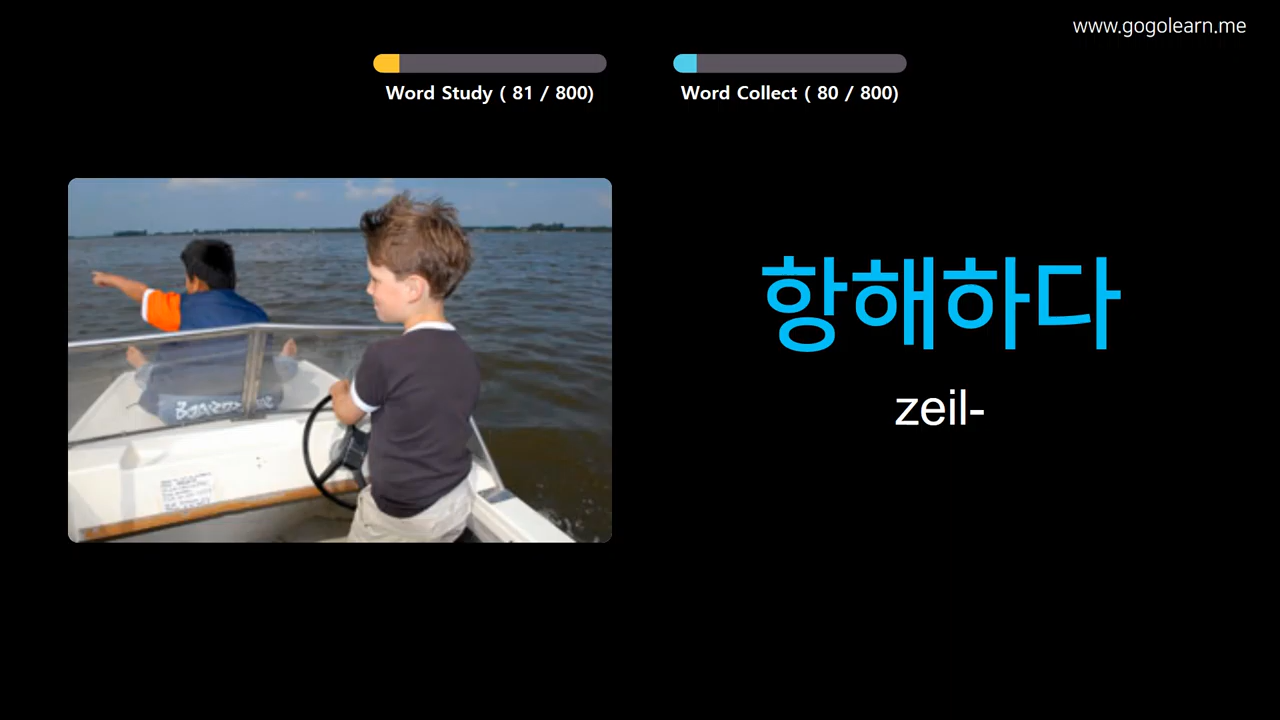 www.gogolearn.me
Word Study ( 81 / 800)
Word Collect ( 80 / 800)
항해하다
zeil-